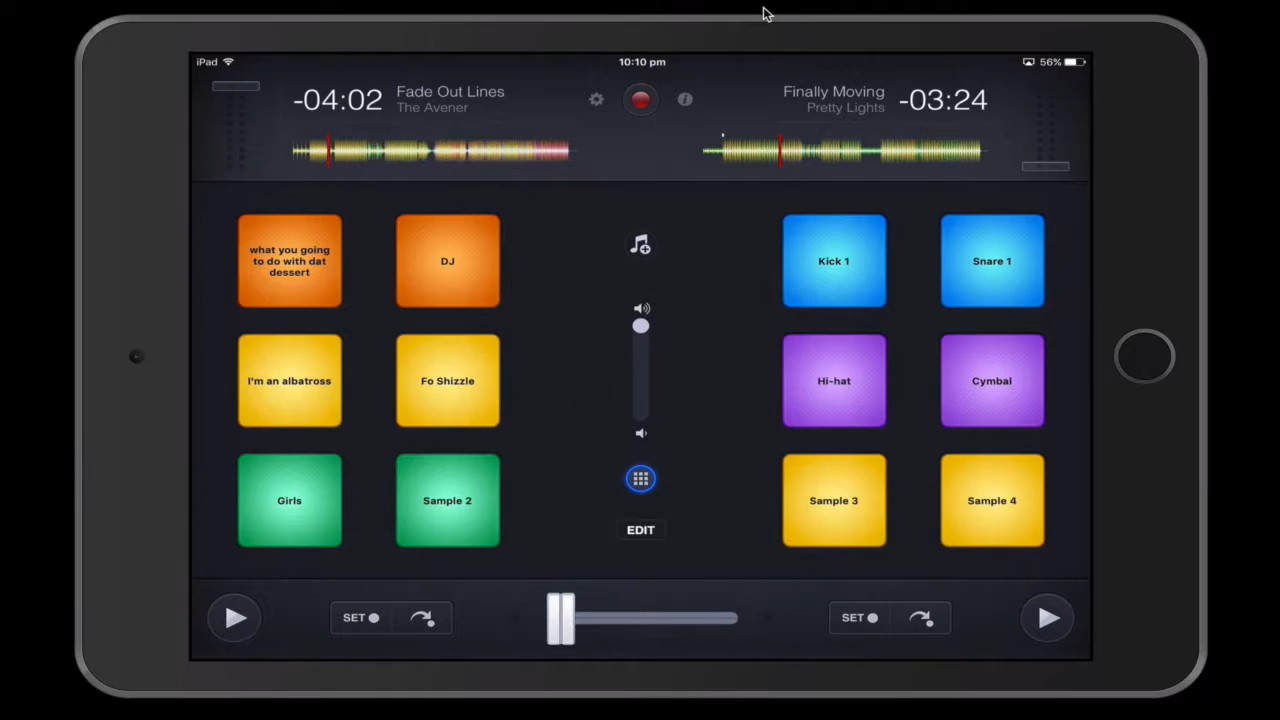 iPad
10:10 pm
56%
-04:02
Fade Out Lines
The Avener
Finally Moving
Pretty Lights
-03:24
what you going
to do with dat
dessert
DJ
Kick 1
Snare 1
I'm an albatross
Fo Shizzle
Hi-hat
Cymbal
Girls
Sample 2
Sample 3
Sample 4
EDIT
SET
SET